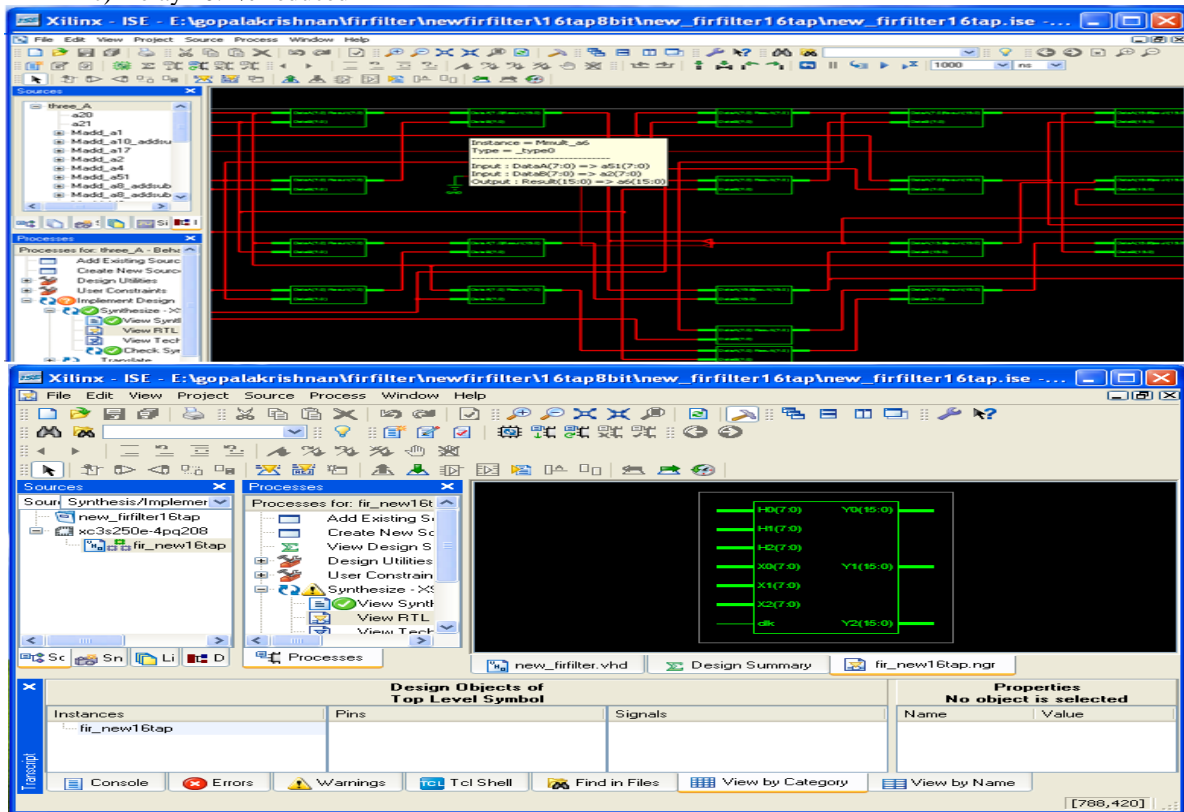 Xilinx - ISE - E:\gopalakrishnan\firfilter\newfirfilter\16tap8bit\new_firfilter16tap\new_firfilter16tap.ise - ...
File Edit View Project Source Process Window Help
1000 ns
Sources
three_A
a20
a21
Madd_a1
Madd_a10_addsu
Madd_a17
Madd_a2
Madd_a4
Madd_a51
Madd_a8_addsub
Madd_a8_addsub
Instance = Mmult_a6
Type = _type0
Input : DataA(7:0) => a51(7:0)
Input : DataB(7:0) => a2(7:0)
Output : Result(15:0) => a6(15:0)
Processes
Processes for: three_A - Beha
Add Existing Sourc
Create New Source
Design Utilities
User Constraints
Implement Design
Synthesize - XS
View Synth
View RTL
View Tech
Check Syn
Translate
Xilinx - ISE - E:\gopalakrishnan\firfilter\newfirfilter\16tap8bit\new_firfilter16tap\new_firfilter16tap.ise - ...
File Edit View Project Source Process Window Help
Sources
Processes
Synthesis/Implemer
new_firfilter16tap
xc3s250e-4pq208
fir_new16tap
Processes for: fir_new16t
Add Existing S
Create New So
View Design S
Design Utilities
User Constrain
Synthesize - XS
View Synth
View RTL
View Tech
Processes
H0(7:0) Y0(15:0)
H1(7:0)
H2(7:0)
X0(7:0) Y1(15:0)
X1(7:0)
X2(7:0)
clk Y2(15:0)
new_firfilter.vhd
Design Summary
fir_new16tap.ngr
Design Objects of
Top Level Symbol
Properties
No object is selected
Instances Pins Signals Name Value
fir_new16tap
Transcript
Console Errors Warnings Tcl Shell Find in Files View by Category View by Name
[788,420]